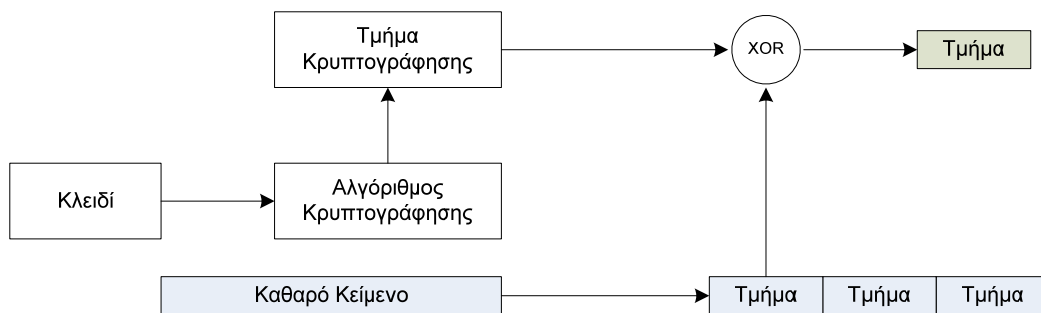 Τμήμα
Κρυπτογράφησης
XOR
Τμήμα
Κλειδί
Αλγόριθμος
Κρυπτογράφησης
Καθαρό Κείμενο
Τμήμα
Τμήμα
Τμήμα